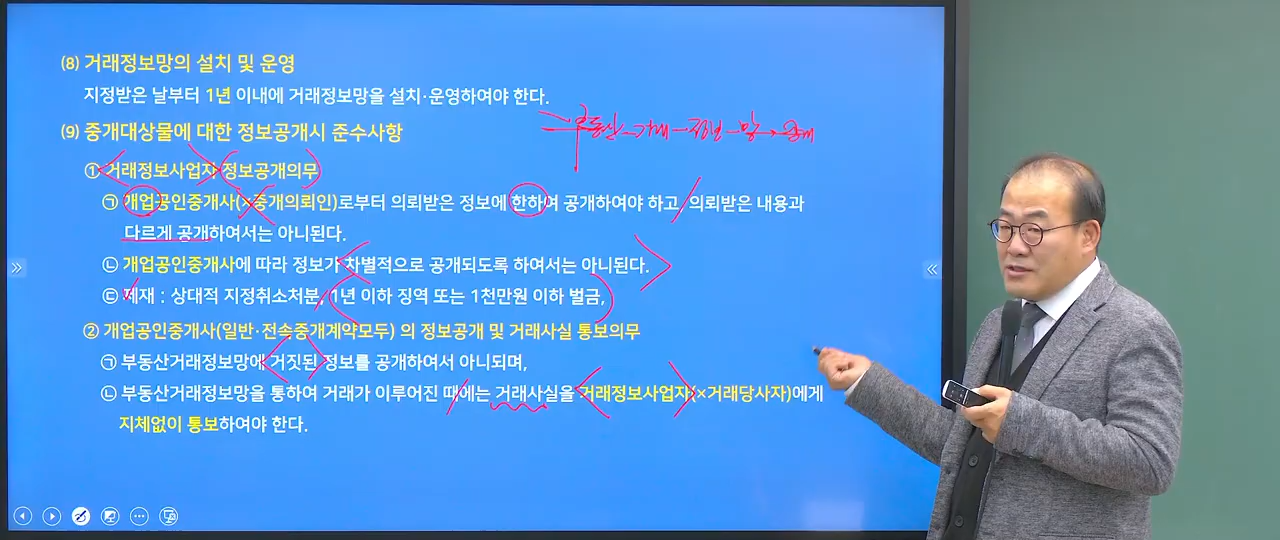 (8) 거래정보망의 설치 및 운영
지정받은 날부터 1년 이내에 거래정보망을 설치·운영하여야 한다.
(9) 중개대상물에 대한 정보공개시 준수사항
부동산 거래 정보 망 공개
① 거래정보사업자 정보공개의무
㉠ 개업공인중개사(×중개의뢰인)로부터 의뢰받은 정보에 한하여 공개하여야 하고, 의뢰받은 내용과
다르게 공개하여서는 아니된다.
㉡ 개업공인중개사에 따라 정보가 차별적으로 공개되도록 하여서는 아니된다.
㉢ 제재 : 상대적 지정취소처분, 1년 이하 징역 또는 1천만원 이하 벌금,
② 개업공인중개사(일반·전속중개계약모두) 의 정보공개 및 거래사실 통보의무
㉠ 부동산거래정보망에 거짓된 정보를 공개하여서 아니되며,
㉡ 부동산거래정보망을 통하여 거래가 이루어진 때에는 거래사실을 거래정보사업자(×거래당사자)에게
지체없이 통보하여야 한다.